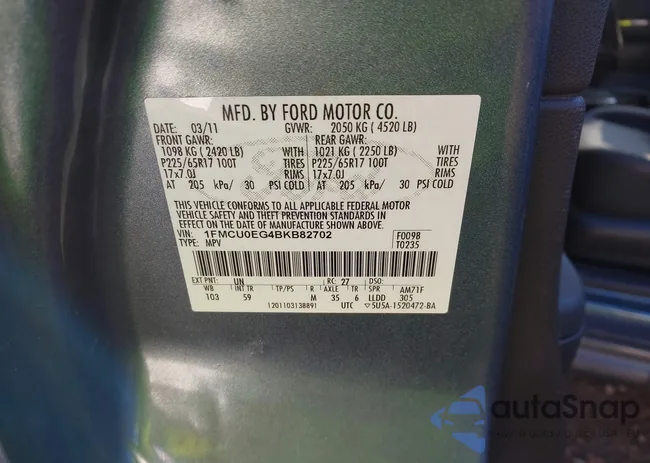 MFD. BY FORD MOTOR CO.
DATE: 03/11 GVWR: 2050 KG ( 4520 LB)
FRONT GAWR: REAR GAWR:
1098 KG ( 2420 LB) WITH 1021 KG ( 2250 LB) WITH
P225/65R17 100T TIRES P225/65R17 100T TIRES
17x7.0J RIMS 17x7.0J RIMS
AT 205 kPa/ 30 PSI COLD AT 205 kPa/ 30 PSI COLD
THIS VEHICLE CONFORMS TO ALL APPLICABLE FEDERAL MOTOR
VEHICLE SAFETY AND THEFT PREVENTION STANDARDS IN
EFFECT ON THE DATE OF MANUFACTURE SHOWN ABOVE.
VIN: 1FMCU0EG4BKB82702 F0098
TYPE: MPV T0235
EXT PNT: UN RC: 27 DSO:
WB INT TR TP/PS R AXLE TR SPR AM71F
103 59 M 35 6 LLDD 305
1201103138891 UTC ▽5U5A-1520472-BA
autoSnap